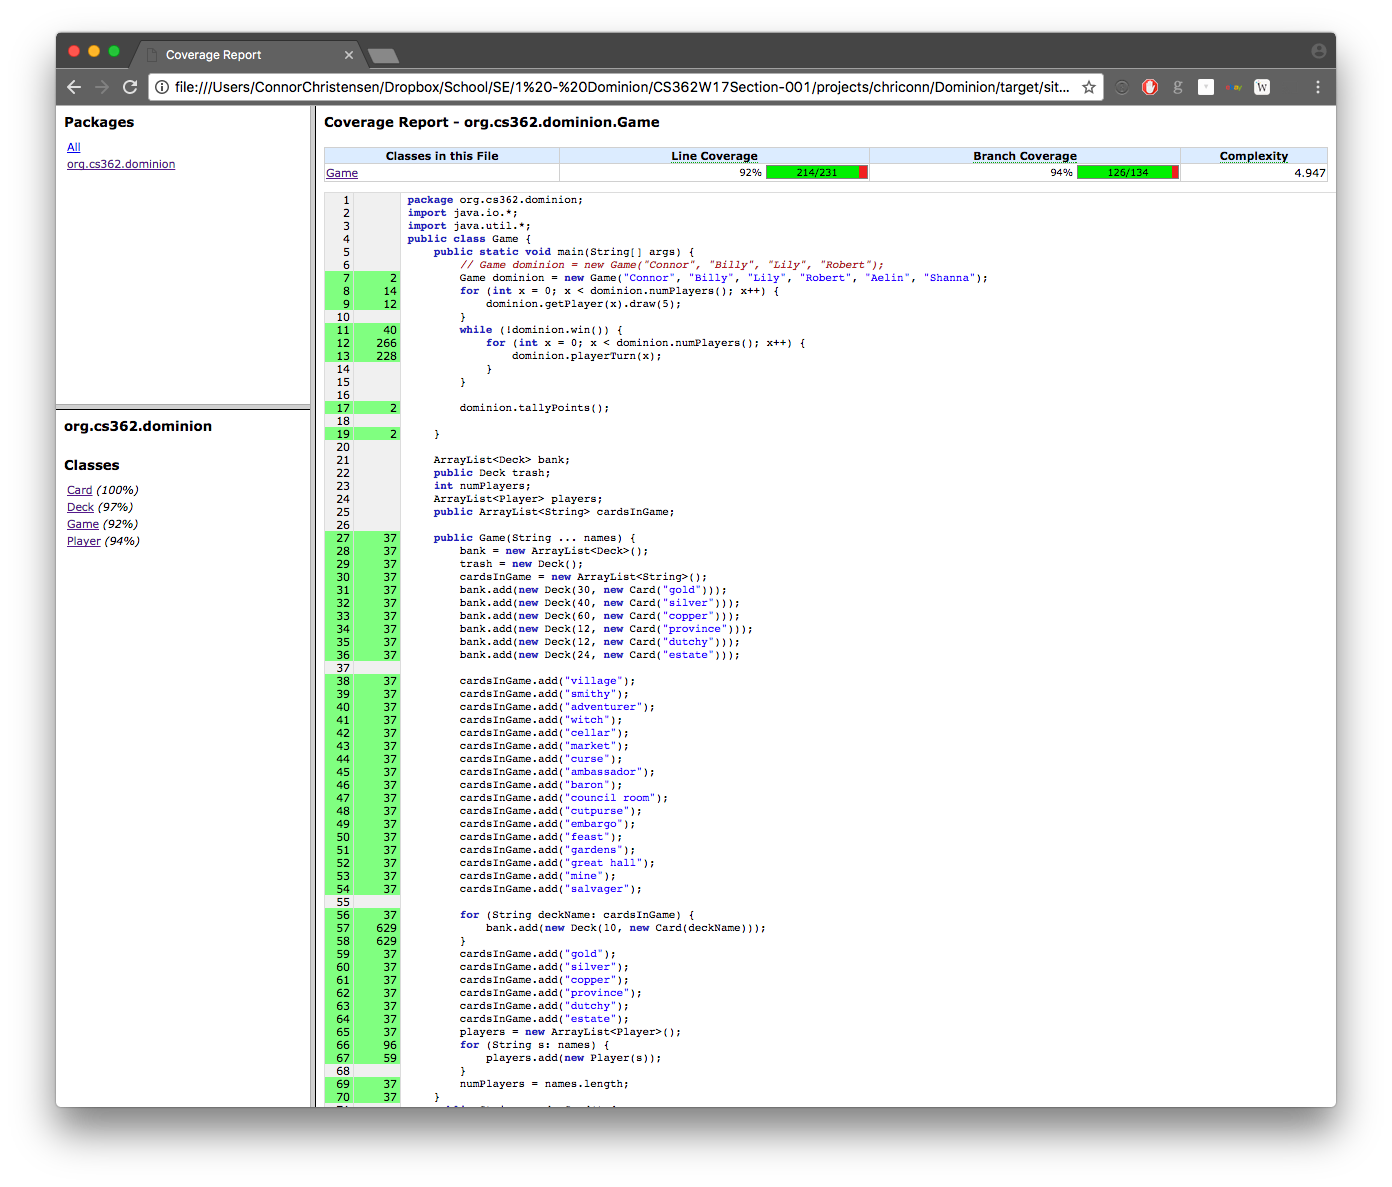 Coverage Report
file:///Users/ConnorChristensen/Dropbox/School/SE/1%20-%20Dominion/CS362W17Section-001/projects/chriconn/Dominion/target/sit...
Packages
All
org.cs362.dominion
org.cs362.dominion
Classes
Card (100%)
Deck (97%)
Game (92%)
Player (94%)
Coverage Report - org.cs362.dominion.Game
Classes in this File Line Coverage Branch Coverage Complexity
Game 92% 214/231 94% 126/134 4.947
1 package org.cs362.dominion;
2 import java.io.*;
3 import java.util.*;
4 public class Game {
5 public static void main(String[] args) {
6 // Game dominion = new Game("Connor", "Billy", "Lily", "Robert");
7 2 Game dominion = new Game("Connor", "Billy", "Lily", "Robert", "Aelin", "Shanna");
8 14 for (int x = 0; x < dominion.numPlayers(); x++) {
9 12 dominion.getPlayer(x).draw(5);
10 }
11 40 while (!dominion.win()) {
12 266 for (int x = 0; x < dominion.numPlayers(); x++) {
13 228 dominion.playerTurn(x);
14 }
15 }
16
17 2 dominion.tallyPoints();
18
19 2 }
20
21 ArrayList<Deck> bank;
22 public Deck trash;
23 int numPlayers;
24 ArrayList<Player> players;
25 public ArrayList<String> cardsInGame;
26
27 37 public Game(String ... names) {
28 37 bank = new ArrayList<Deck>();
29 37 trash = new Deck();
30 37 cardsInGame = new ArrayList<String>();
31 37 bank.add(new Deck(30, new Card("gold")));
32 37 bank.add(new Deck(40, new Card("silver")));
33 37 bank.add(new Deck(60, new Card("copper")));
34 37 bank.add(new Deck(12, new Card("province")));
35 37 bank.add(new Deck(12, new Card("dutchy")));
36 37 bank.add(new Deck(24, new Card("estate")));
37
38 37 cardsInGame.add("village");
39 37 cardsInGame.add("smithy");
40 37 cardsInGame.add("adventurer");
41 37 cardsInGame.add("witch");
42 37 cardsInGame.add("cellar");
43 37 cardsInGame.add("market");
44 37 cardsInGame.add("curse");
45 37 cardsInGame.add("ambassador");
46 37 cardsInGame.add("baron");
47 37 cardsInGame.add("council room");
48 37 cardsInGame.add("cutpurse");
49 37 cardsInGame.add("embargo");
50 37 cardsInGame.add("feast");
51 37 cardsInGame.add("gardens");
52 37 cardsInGame.add("great hall");
53 37 cardsInGame.add("mine");
54 37 cardsInGame.add("salvager");
55
56 37 for (String deckName: cardsInGame) {
57 629 bank.add(new Deck(10, new Card(deckName)));
58 629 }
59 37 cardsInGame.add("gold");
60 37 cardsInGame.add("silver");
61 37 cardsInGame.add("copper");
62 37 cardsInGame.add("province");
63 37 cardsInGame.add("dutchy");
64 37 cardsInGame.add("estate");
65 37 players = new ArrayList<Player>();
66 96 for (String s: names) {
67 59 players.add(new Player(s));
68 }
69 37 numPlayers = names.length;
70 37 }